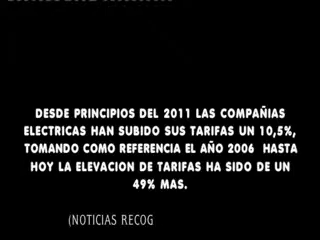 DESDE PRINCIPIOS DEL 2011 LAS COMPAÑIAS
ELECTRICAS HAN SUBIDO SUS TARIFAS UN 10,5%,
TOMANDO COMO REFERENCIA EL AÑO 2006 HASTA
HOY LA ELEVACION DE TARIFAS HA SIDO DE UN
49% MAS.
(NOTICIAS RECOG